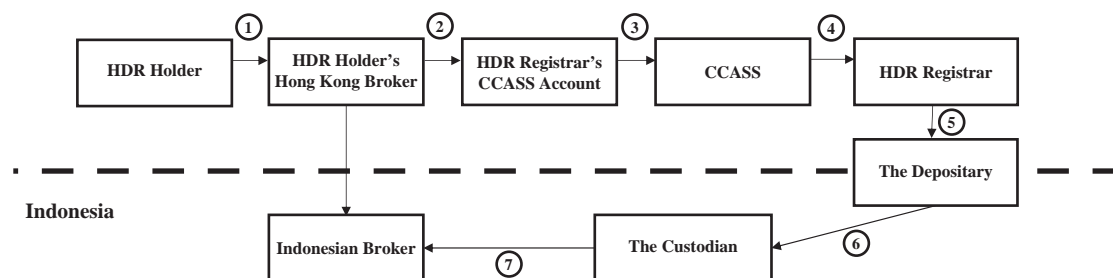 1
2
3
4
HDR Holder
HDR Holder's
Hong Kong Broker
HDR Registrar's
CCASS Account
CCASS
HDR Registrar
5
The Depositary
Indonesia
6
Indonesian Broker
7
The Custodian